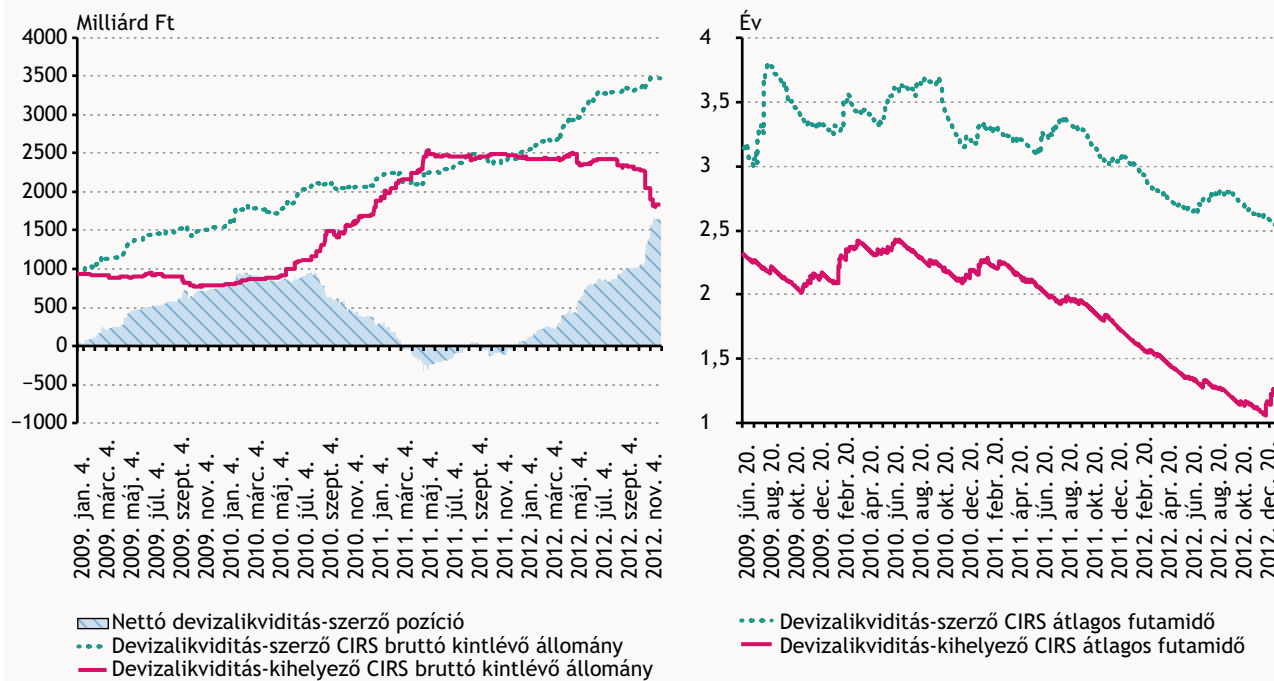 Milliárd Ft
4000
3500
3000
2500
2000
1500
1000
500
0
−500
−1000
2009. jan. 4.
2009. márc. 4.
2009. máj. 4.
2009. júl. 4.
2009. szept. 4.
2009. nov. 4.
2010. jan. 4.
2010. márc. 4.
2010. máj. 4.
2010. júl. 4.
2010. szept. 4.
2010. nov. 4.
2011. jan. 4.
2011. márc. 4.
2011. máj. 4.
2011. júl. 4.
2011. szept. 4.
2011. nov. 4.
2012. jan. 4.
2012. márc. 4.
2012. máj. 4.
2012. júl. 4.
2012. szept. 4.
2012. nov. 4.
Nettó devizalikviditás-szerző pozíció
Devizalikviditás-szerző CIRS bruttó kintlévő állomány
Devizalikviditás-kihelyező CIRS bruttó kintlévő állomány
Év
4
3,5
3
2,5
2
1,5
1
2009. jún. 20.
2009. aug. 20.
2009. okt. 20.
2009. dec. 20.
2010. febr. 20
2010. ápr. 20.
2010. jún. 20.
2010. aug. 20.
2010. okt. 20.
2010. dec. 20.
2011. febr. 20
2011. ápr. 20.
2011. jún. 20.
2011. aug. 20.
2011. okt. 20.
2011. dec. 20.
2012. febr. 20
2012. ápr. 20.
2012. jún. 20.
2012. aug. 20.
2012. okt. 20.
2012. dec. 20.
Devizalikviditás-szerző CIRS átlagos futamidő
Devizalikviditás-kihelyező CIRS átlagos futamidő